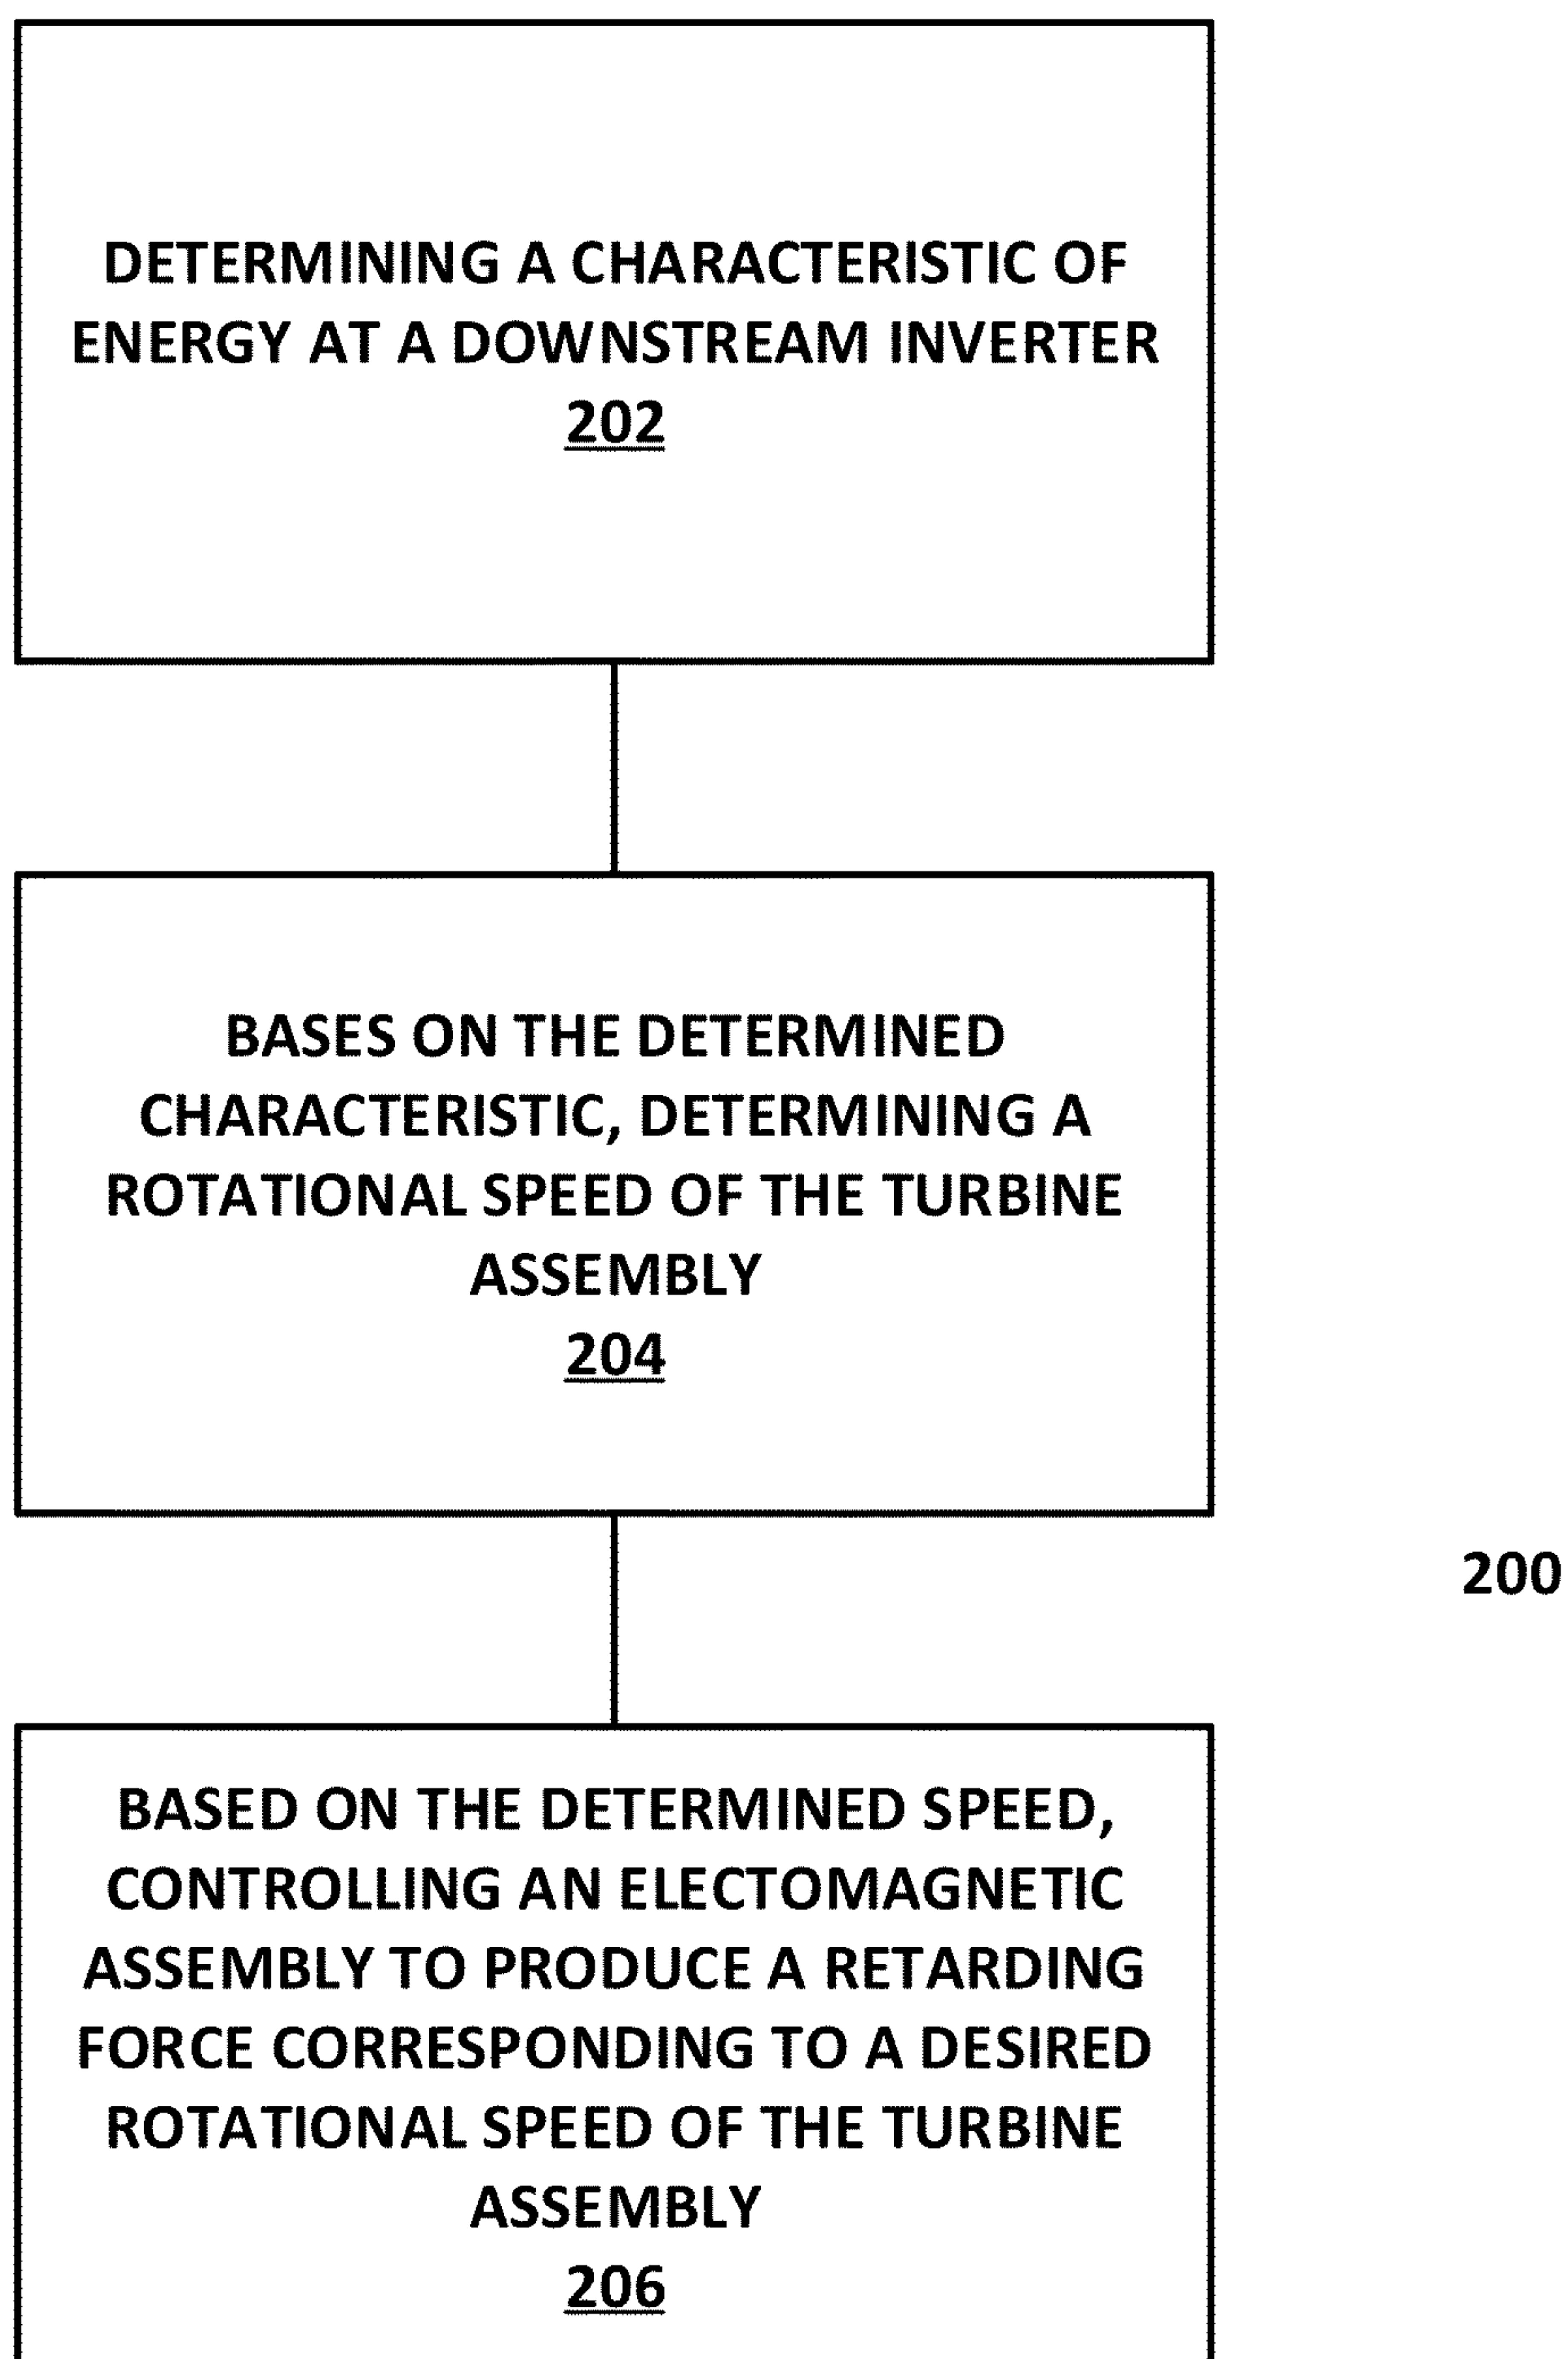 DETERMINING A CHARACTERISTIC OF
ENERGY AT A DOWNSTREAM INVERTER
202
BASES ON THE DETERMINED
CHARACTERISTIC, DETERMINING A
ROTATIONAL SPEED OF THE TURBINE
ASSEMBLY
204
200
BASED ON THE DETERMINED SPEED,
CONTROLLING AN ELECTOMAGNETIC
ASSEMBLY TO PRODUCE A RETARDING
FORCE CORRESPONDING TO A DESIRED
ROTATIONAL SPEED OF THE TURBINE
ASSEMBLY
206